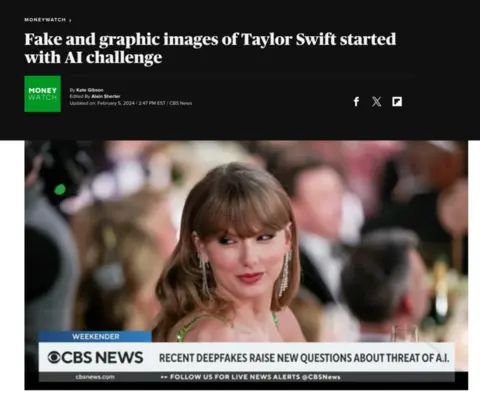 MONEYWATCH >
Fake and graphic images of Taylor Swift started
with AI challenge
MONEY
WATCH
By Kate Gibson
Edited By Alain Sherter
Updated on: February 5, 2024 / 2:47 PM EST / CBS News
WEEKENDER
CBS NEWS
RECENT DEEPFAKES RAISE NEW QUESTIONS ABOUT THREAT OF A.I.
cbsnews.com
FOLLOW US FOR LIVE NEWS ALERTS @CBSNews